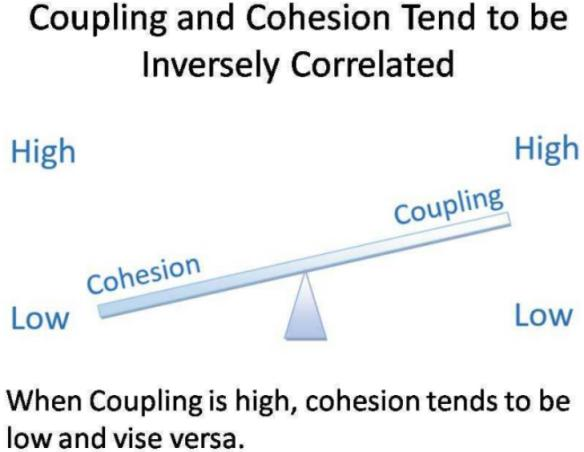 Coupling and Cohesion Tend to be
Inversely Correlated
High
High
Coupling
Cohesion
Low
Low
When Coupling is high, cohesion tends to be
low and vise versa.